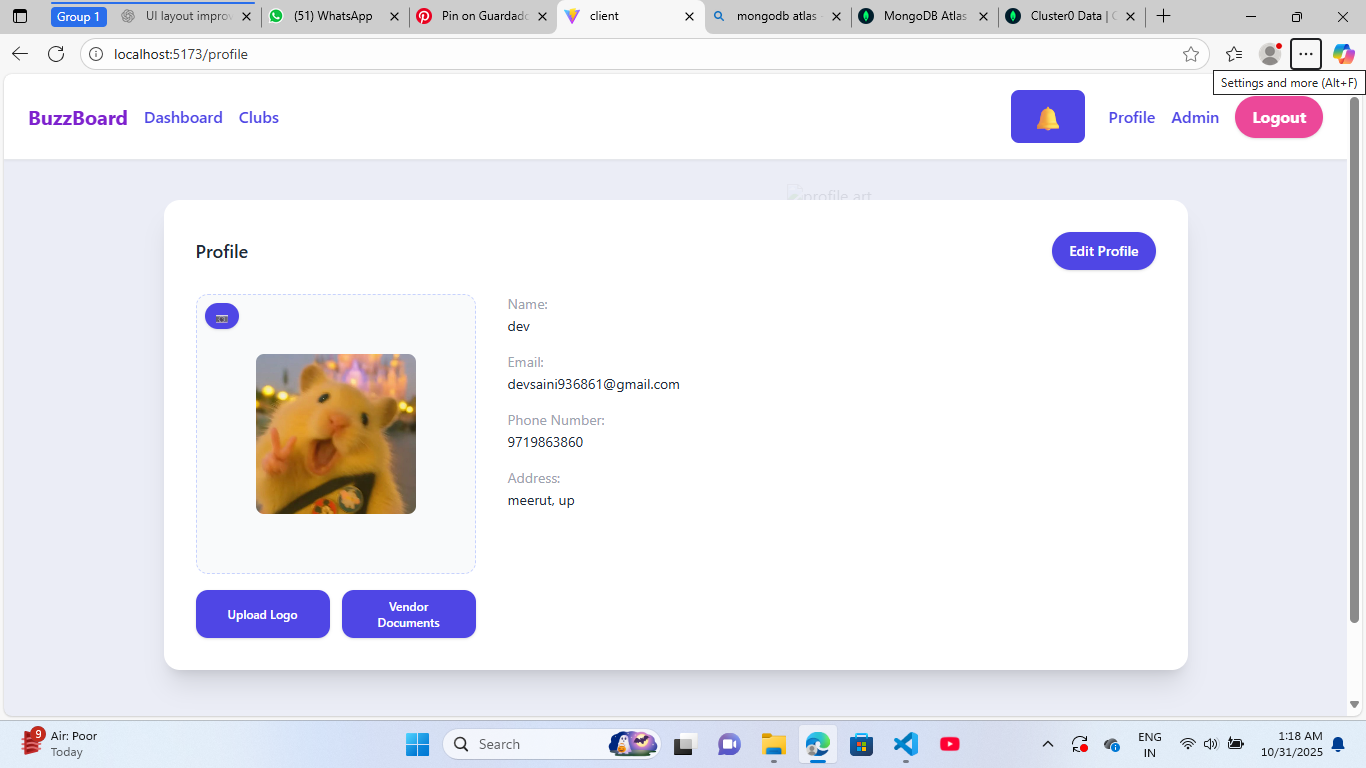 Group 1
UI layout improv
(51) WhatsApp
Pin on Guardado
client
mongodb atlas -
MongoDB Atlas
Cluster0 Data | C
localhost:5173/profile
Settings and more (Alt+F)
BuzzBoard Dashboard Clubs
Profile Admin Logout
profile art
Profile
Edit Profile
Name:
dev
Email:
devsaini936861@gmail.com
Phone Number:
9719863860
Address:
meerut, up
Upload Logo
Vendor
Documents
9
Air: Poor
Today
Search
ENG
IN
1:18 AM
10/31/2025